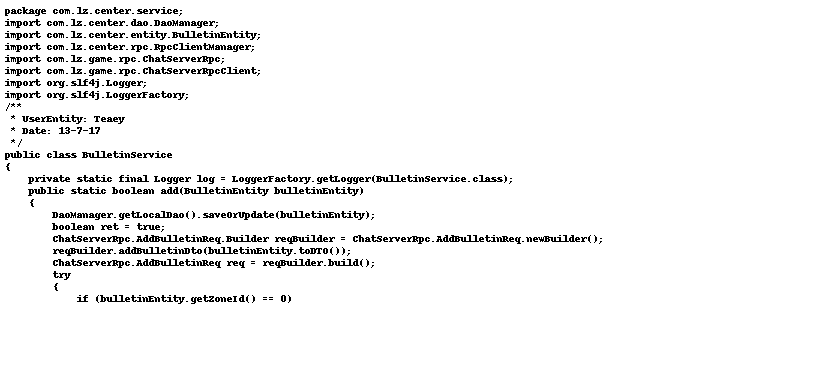 package com.lz.center.service;
import com.lz.center.dao.DaoManager;
import com.lz.center.entity.BulletinEntity;
import com.lz.center.rpc.RpcClientManager;
import com.lz.game.rpc.ChatServerRpc;
import com.lz.game.rpc.ChatServerRpcClient;
import org.slf4j.Logger;
import org.slf4j.LoggerFactory;
/**
 * UserEntity: Teaey
 * Date: 13-7-17
 */
public class BulletinService
{
    private static final Logger log = LoggerFactory.getLogger(BulletinService.class);
    public static boolean add(BulletinEntity bulletinEntity)
    {
        DaoManager.getLocalDao().saveOrUpdate(bulletinEntity);
        boolean ret = true;
        ChatServerRpc.AddBulletinReq.Builder reqBuilder = ChatServerRpc.AddBulletinReq.newBuilder();
        reqBuilder.addBulletinDto(bulletinEntity.toDTO());
        ChatServerRpc.AddBulletinReq req = reqBuilder.build();
        try
        {
            if (bulletinEntity.getZoneId() == 0)